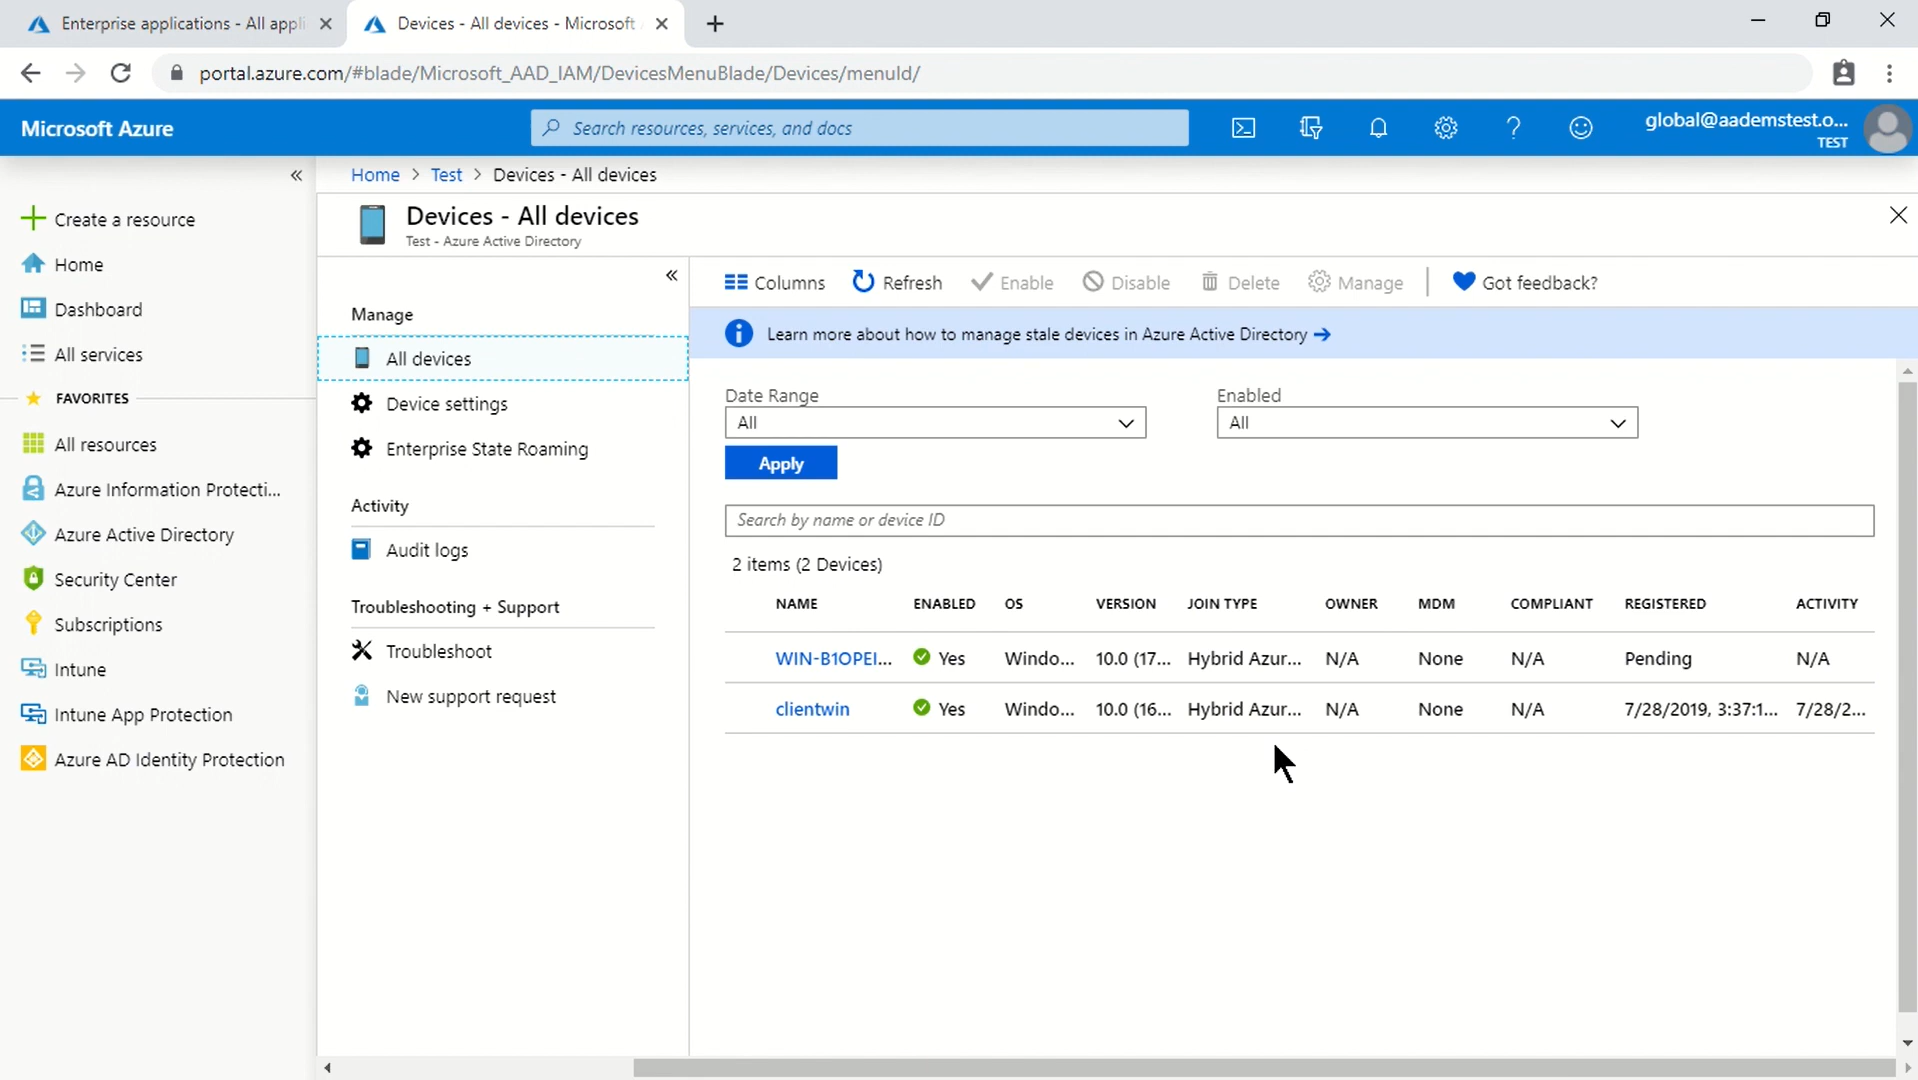 Enterprise applications - All appli
Devices - All devices - Microsoft
portal.azure.com/#blade/Microsoft_AAD_IAM/DevicesMenuBlade/Devices/menuId/
Microsoft Azure
Search resources, services, and docs
global@aademstest.o...
TEST
Home > Test > Devices - All devices
Devices - All devices
Test - Azure Active Directory
Create a resource
Home
Dashboard
All services
FAVORITES
All resources
Azure Information Protecti...
Azure Active Directory
Security Center
Subscriptions
Intune
Intune App Protection
Azure AD Identity Protection
Manage
All devices
Device settings
Enterprise State Roaming
Activity
Audit logs
Troubleshooting + Support
Troubleshoot
New support request
Columns Refresh Enable Disable Delete Manage Got feedback?
Learn more about how to manage stale devices in Azure Active Directory →
Date Range Enabled
All All
Apply
Search by name or device ID
2 items (2 Devices)
NAME ENABLED OS VERSION JOIN TYPE OWNER MDM COMPLIANT REGISTERED ACTIVITY
WIN-B1OPEI... Yes Windo... 10.0 (17... Hybrid Azur... N/A None N/A Pending N/A
clientwin Yes Windo... 10.0 (16... Hybrid Azur... N/A None N/A 7/28/2019, 3:37:1... 7/28/2...